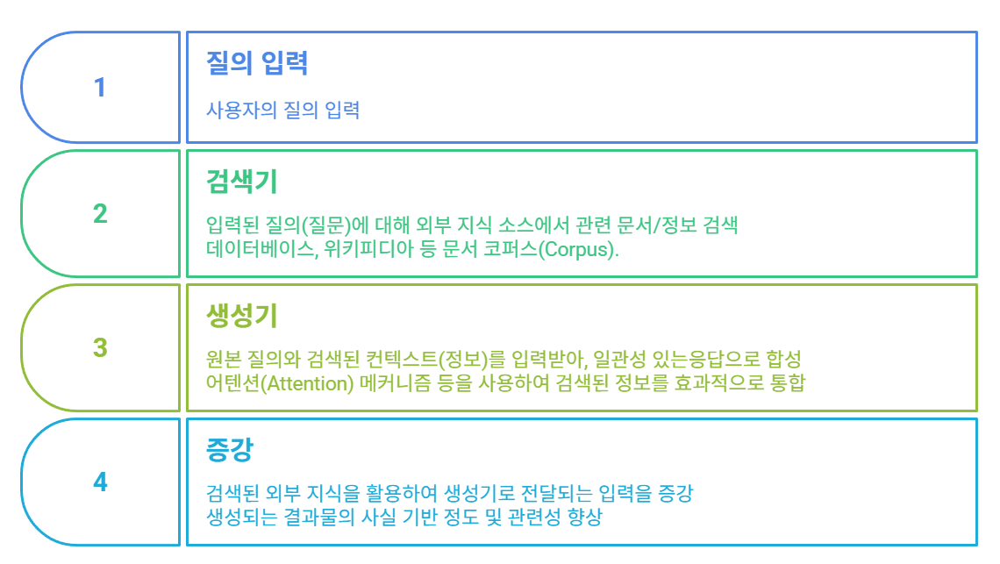 1
질의 입력
사용자의 질의 입력
2
검색기
입력된 질의(질문)에 대해 외부 지식 소스에서 관련 문서/정보 검색
데이터베이스, 위키피디아 등 문서 코퍼스(Corpus).
3
생성기
원본 질의와 검색된 컨텍스트(정보)를 입력받아, 일관성 있는응답으로 합성
어텐션(Attention) 메커니즘 등을 사용하여 검색된 정보를 효과적으로 통합
4
증강
검색된 외부 지식을 활용하여 생성기로 전달되는 입력을 증강
생성되는 결과물의 사실 기반 정도 및 관련성 향상